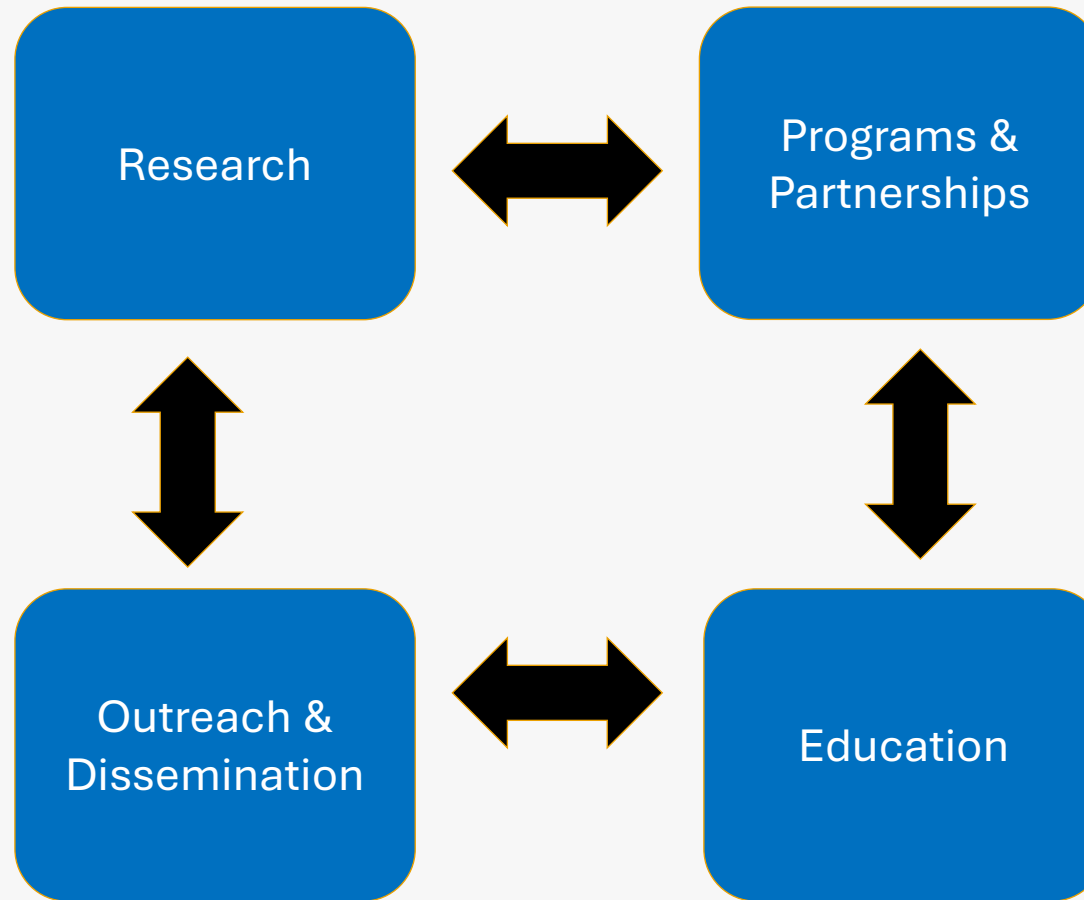 Research
Programs &
Partnerships
Outreach &
Dissemination
Education